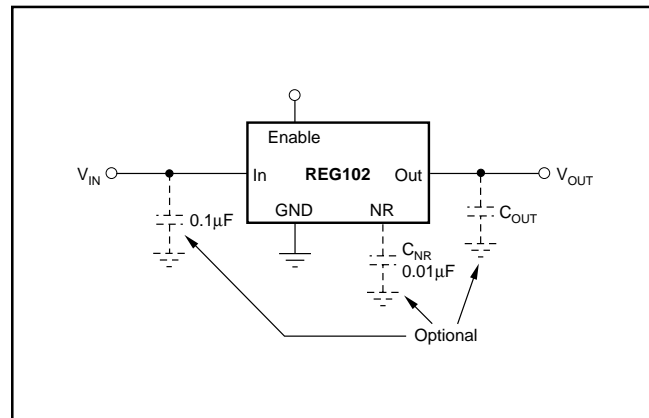 Enable
V_IN
In
REG102
Out
V_OUT
GND
NR
0.1µF
C_NR
0.01µF
C_OUT
Optional